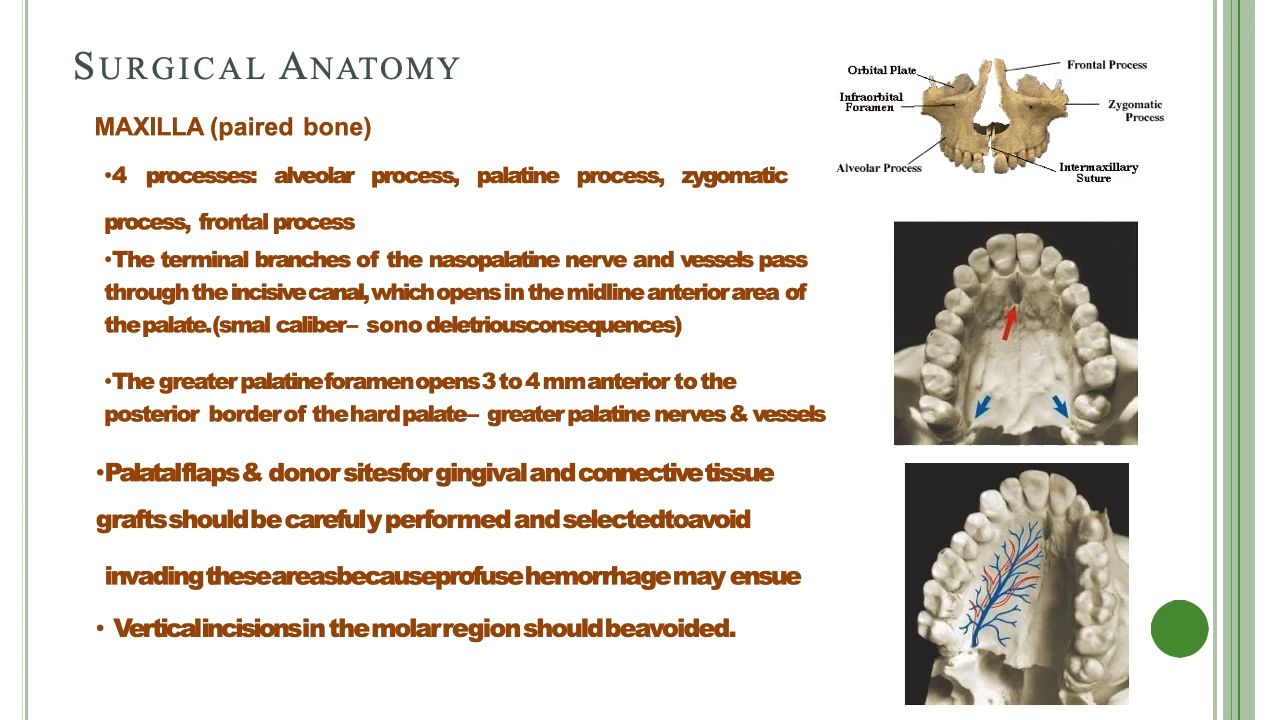 SURGICAL ANATOMY
MAXILLA (paired bone)
•4 processes: alveolar process, palatine process, zygomatic
process, frontal process
•The terminal branches of the nasopalatine nerve and vessels pass
through the incisive canal, which opens in the midline anterior area of
the palate. (smal caliber– so no deletrious consequences)
•The greater palatine foramen opens 3 to 4 mm anterior to the
posterior border of the hard palate– greater palatine nerves & vessels
•Palatal flaps & donor sites for gingival and connective tissue
grafts should be carefuly performed and selected to avoid
invading these areas because profuse hemorrhage may ensue
• Vertical incisions in the molar region should be avoided.
Orbital Plate
Frontal Process
Infraorbital
Foramen
Zygomatic
Process
Alveolar Process
Intermaxillary
Suture